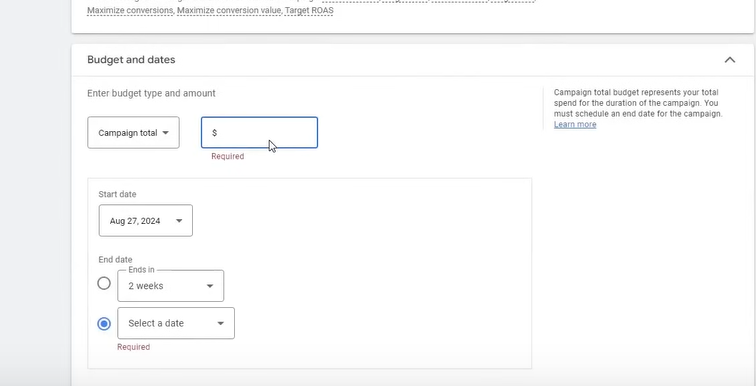 Maximize conversions, Maximize conversion value, Target ROAS
Budget and dates
Enter budget type and amount
Campaign total
$
Required
Campaign total budget represents your total
spend for the duration of the campaign. You
must schedule an end date for the campaign.
Learn more
Start date
Aug 27, 2024
End date
Ends in
2 weeks
Select a date
Required